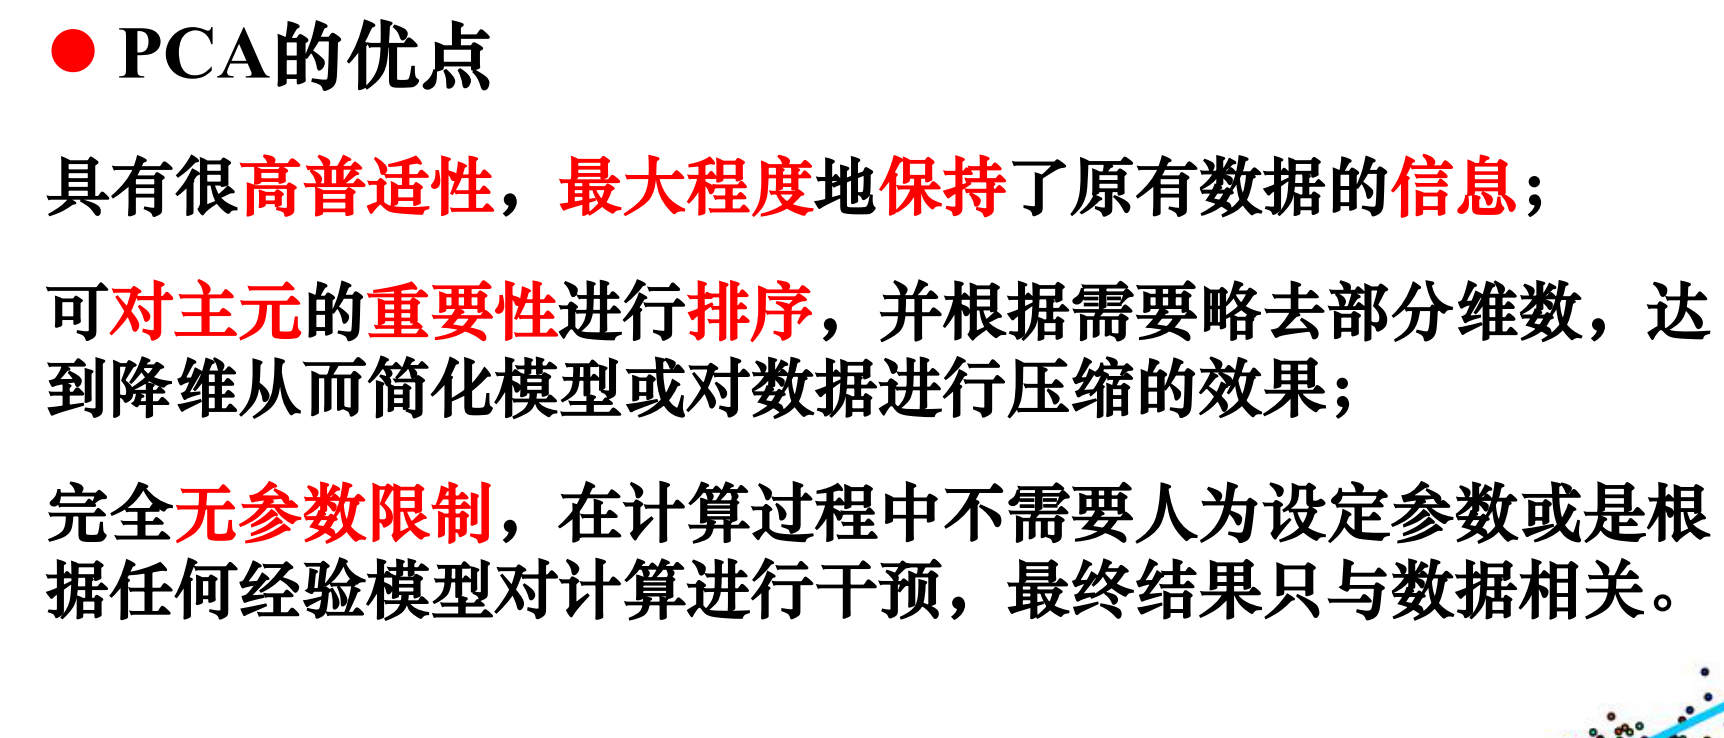 ● PCA的优点
具有很高普适性，最大程度地保持了原有数据的信息；
可对主元的重要性进行排序，并根据需要略去部分维数，达
到降维从而简化模型或对数据进行压缩的效果；
完全无参数限制，在计算过程中不需要人为设定参数或是根
据任何经验模型对计算进行干预，最终结果只与数据相关。